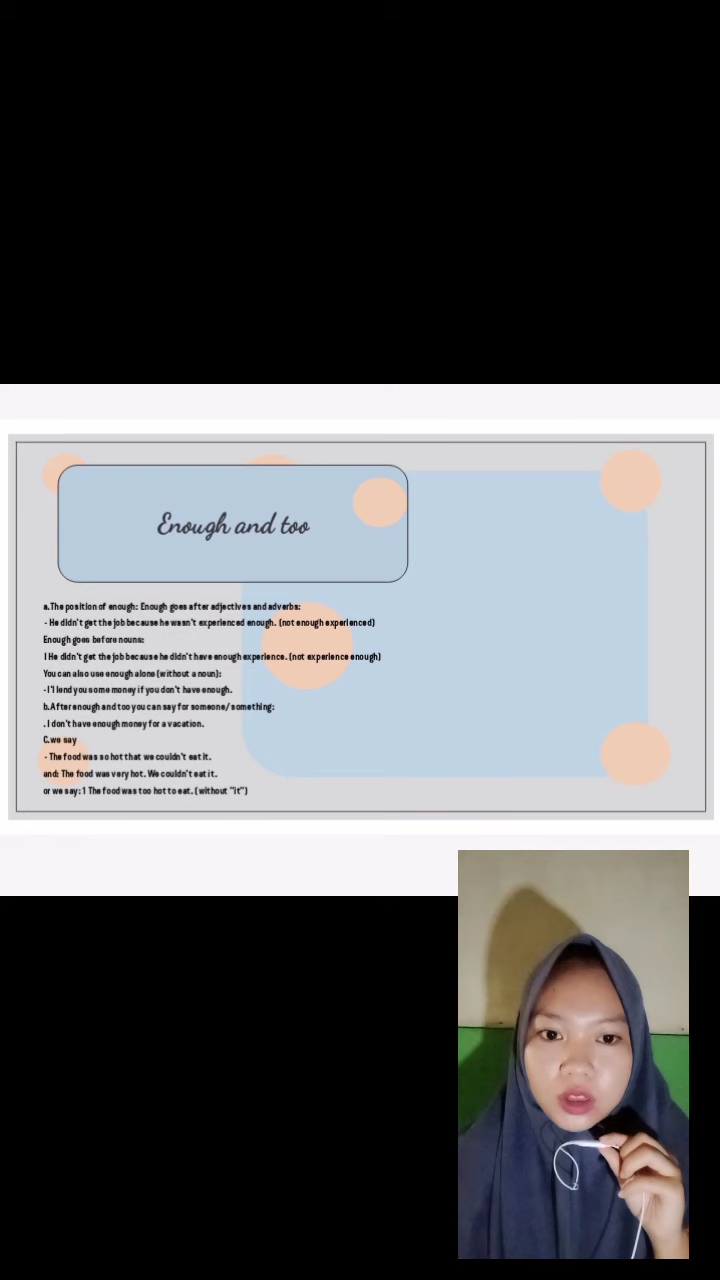 Enough and too
a.The position of enough: Enough goes after adjectives and adverbs:
- He didn't get the job because he wasn't experienced enough. (not enough experienced)
Enough goes before nouns:
I He didn't get the job because he didn't have enough experience. (not experience enough)
You can also use enough alone (without a noun):
- I'l lend you some money if you don't have enough.
b.After enough and too you can say for someone/ something:
. I don't have enough money for a vacation.
C.we say
- The food was so hot that we couldn't eat it.
and: The food was very hot. We couldn't eat it.
or we say: 1 The food was too hot to eat. (without "it")